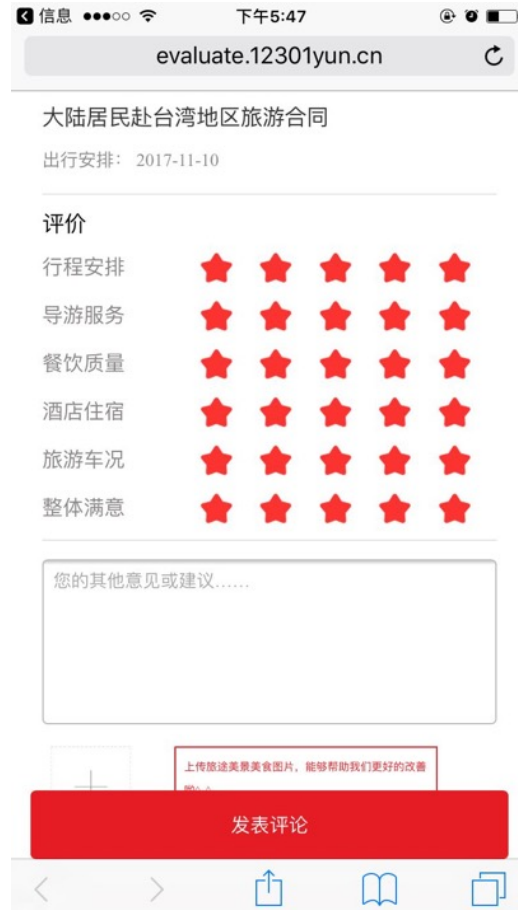 信息 下午5:47
evaluate.12301yun.cn
大陆居民赴台湾地区旅游合同
出行安排： 2017-11-10
评价
行程安排
导游服务
餐饮质量
酒店住宿
旅游车况
整体满意
您的其他意见或建议……
上传旅途美景美食图片，能够帮助我们更好的改善
发表评论